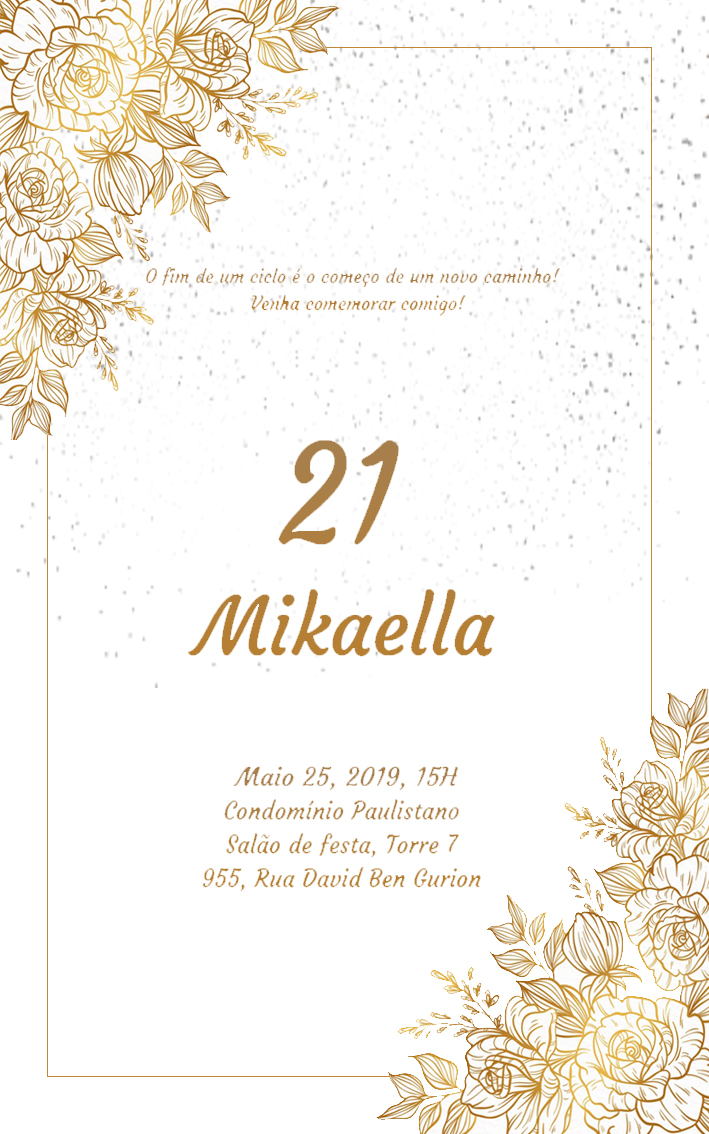 O fim de um ciclo é o começo de um novo caminho!
Venha comemorar comigo!
21
Mikaella
Maio 25, 2019, 15H
Condomínio Paulistano
Salão de festa, Torre 7
955, Rua David Ben Gurion